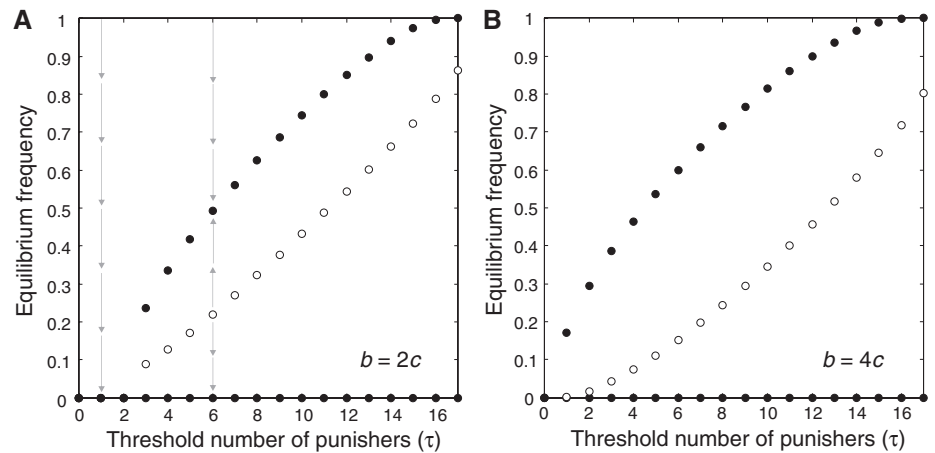 A
Equilibrium frequency
1
0.9
0.8
0.7
0.6
0.5
0.4
0.3
0.2
0.1
0
0 2 4 6 8 10 12 14 16
b = 2c
Threshold number of punishers (τ)
B
Equilibrium frequency
1
0.9
0.8
0.7
0.6
0.5
0.4
0.3
0.2
0.1
0
0 2 4 6 8 10 12 14 16
b = 4c
Threshold number of punishers (τ)